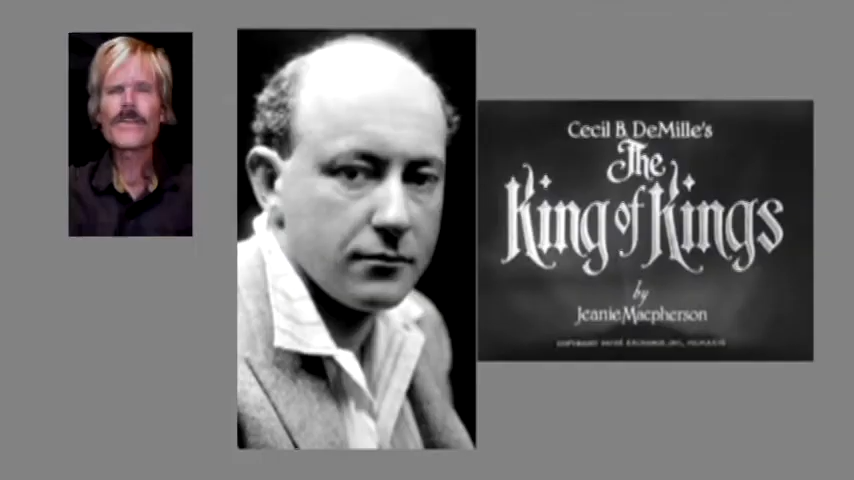 Cecil B. DeMille's
The
King of Kings
by
Jeanie Macpherson